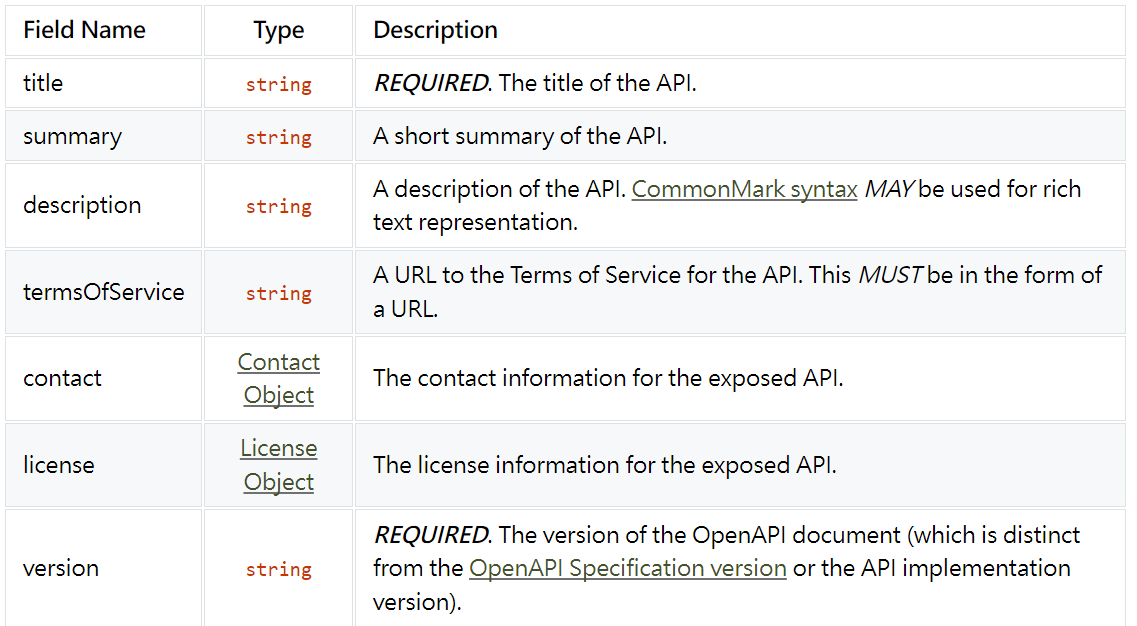 Field Name Type Description
title string REQUIRED. The title of the API.
summary string A short summary of the API.
description string A description of the API. CommonMark syntax MAY be used for rich
text representation.
termsOfService string A URL to the Terms of Service for the API. This MUST be in the form of
a URL.
contact Contact
Object The contact information for the exposed API.
license License
Object The license information for the exposed API.
version string REQUIRED. The version of the OpenAPI document (which is distinct
from the OpenAPI Specification version or the API implementation
version).